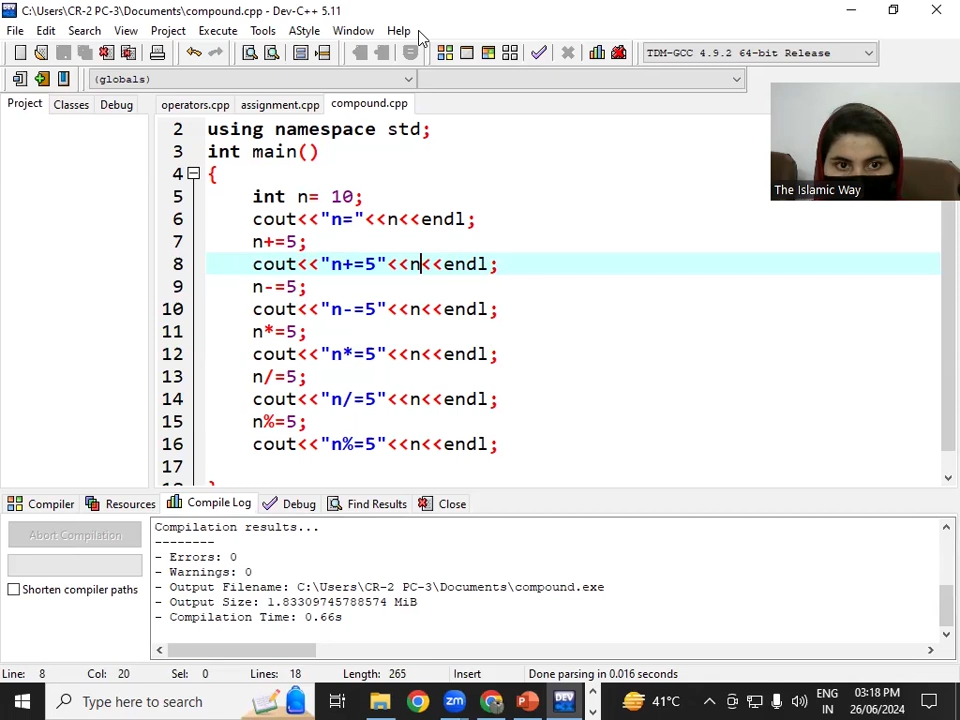 C:\Users\CR-2 PC-3\Documents\compound.cpp - Dev-C++ 5.11
File Edit Search View Project Execute Tools AStyle Window Help
TDM-GCC 4.9.2 64-bit Release
(globals)
Project Classes Debug operators.cpp assignment.cpp compound.cpp
2 using namespace std;
3 int main()
4 {
5 int n= 10;
6 cout<<"n="<<n<<endl;
7 n+=5;
8 cout<<"n+=5"<<n<<endl;
9 n-=5;
10 cout<<"n-=5"<<n<<endl;
11 n*=5;
12 cout<<"n*=5"<<n<<endl;
13 n/=5;
14 cout<<"n/=5"<<n<<endl;
15 n%=5;
16 cout<<"n%=5"<<n<<endl;
17
The Islamic Way
Compiler Resources Compile Log Debug Find Results Close
Abort Compilation
Shorten compiler paths
Compilation results...
--------
- Errors: 0
- Warnings: 0
- Output Filename: C:\Users\CR-2 PC-3\Documents\compound.exe
- Output Size: 1.83309745788574 MiB
- Compilation Time: 0.66s
Line: 8 Col: 20 Sel: 0 Lines: 18 Length: 265 Insert Done parsing in 0.016 seconds
Type here to search
zm
DEV
41°C
ENG
IN
03:18 PM
26/06/2024